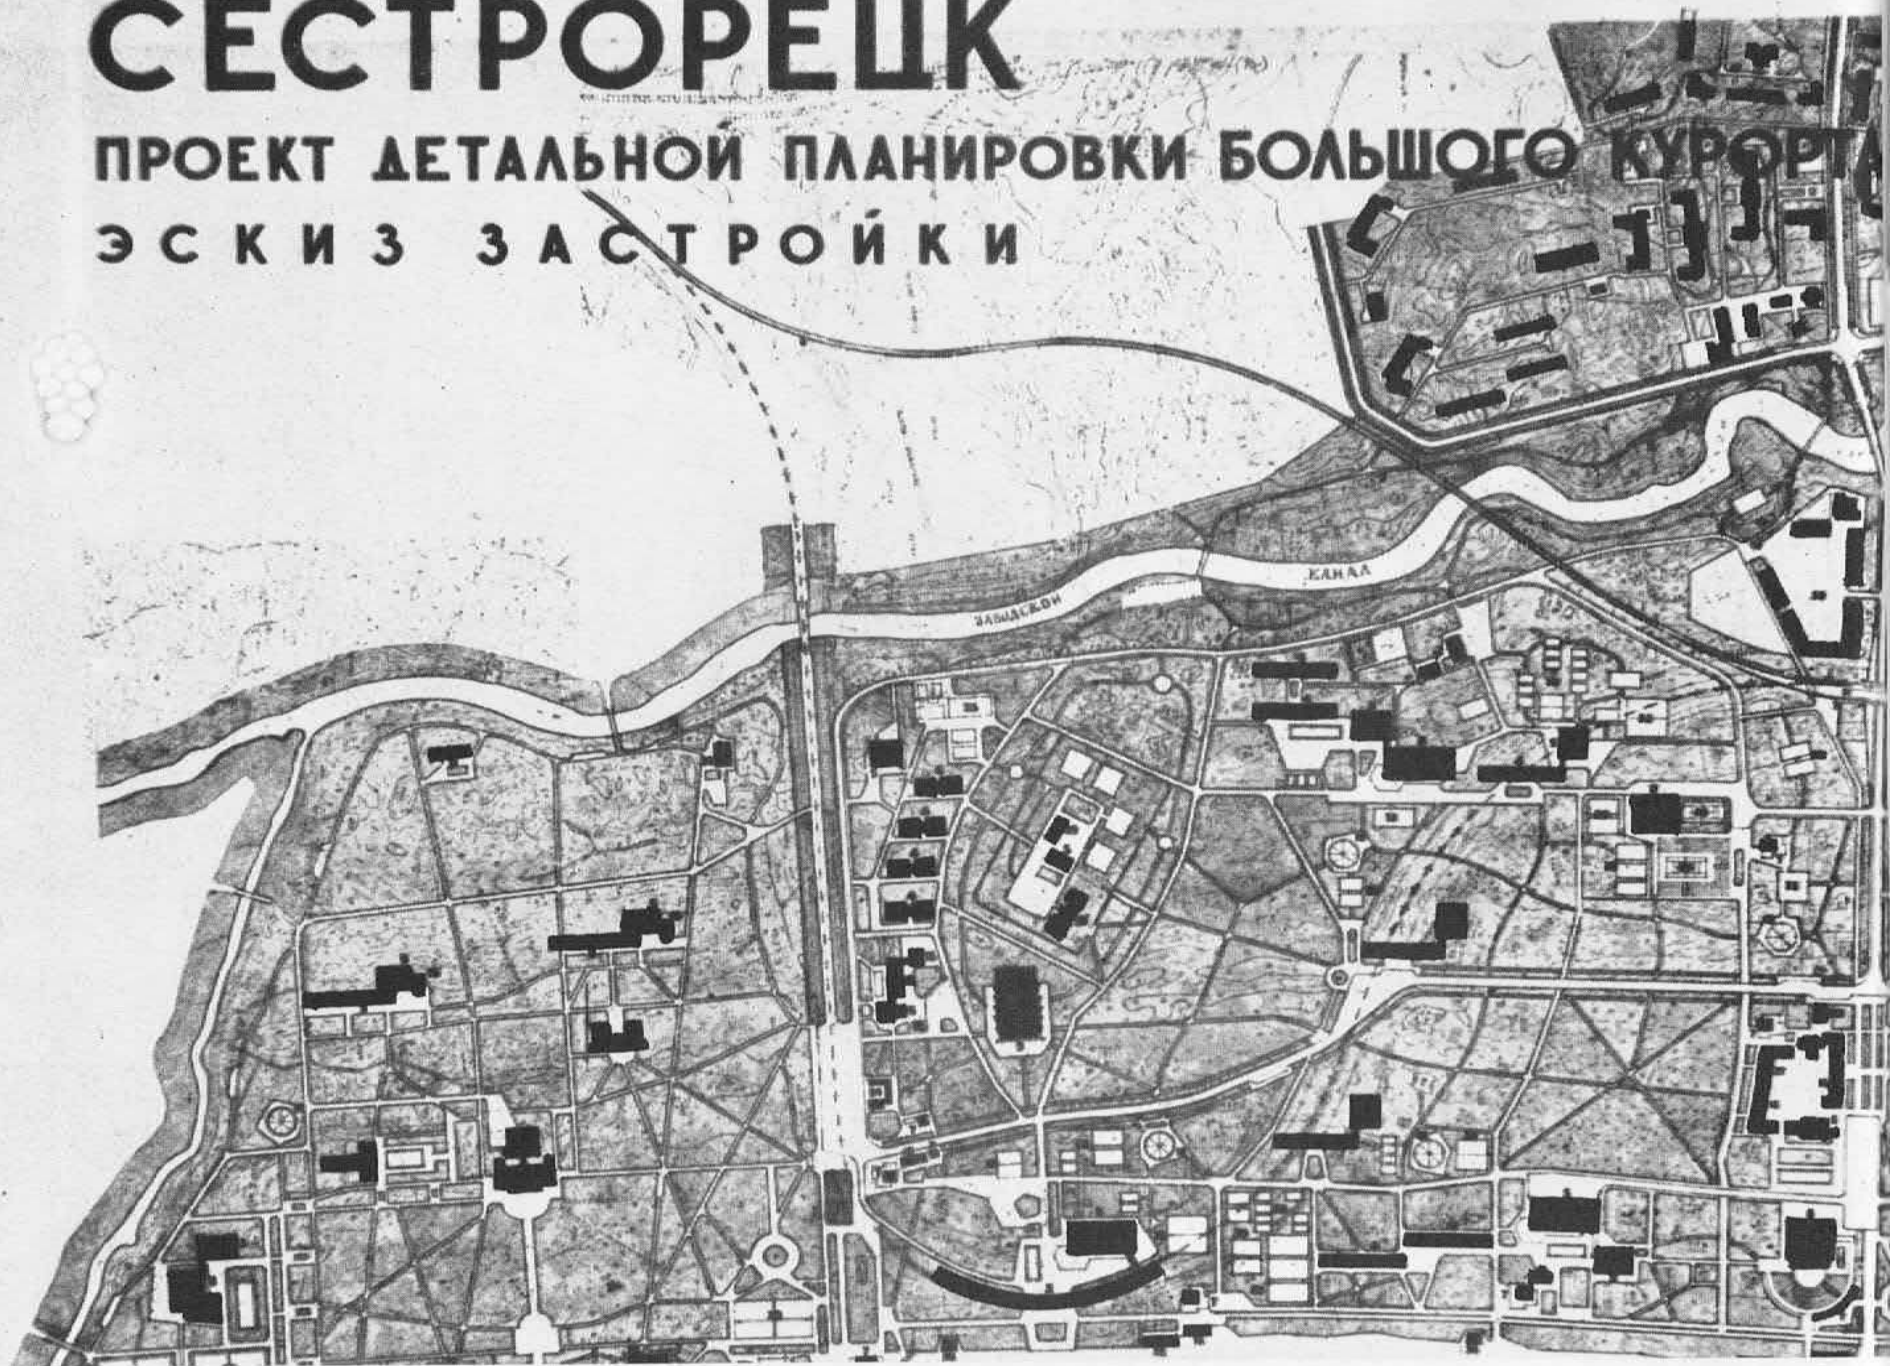 СЕСТРОРЕЦК
ПРОЕКТ ДЕТАЛЬНОЙ ПЛАНИРОВКИ БОЛЬШОГО КУРОРТА
ЭСКИЗ ЗАСТРОЙКИ
ЗАВОДСКОЙ КАНАЛ